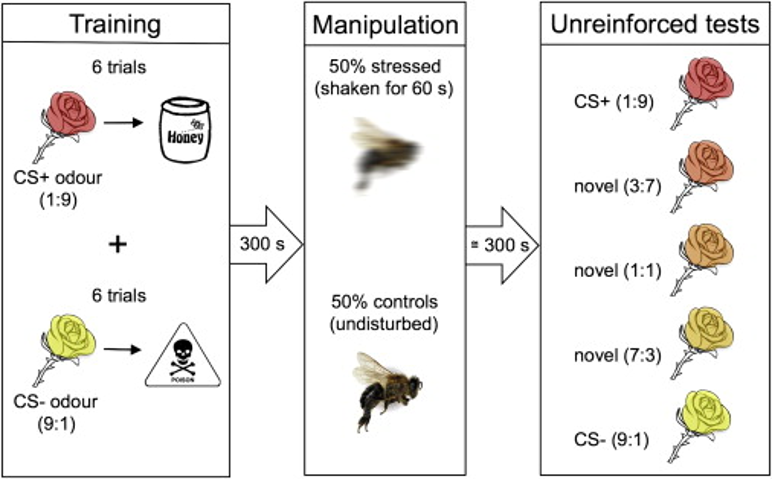 Training
6 trials
Honey
CS+ odour
(1:9)
+
6 trials
POISON
CS- odour
(9:1)
300 s
Manipulation
50% stressed
(shaken for 60 s)
50% controls
(undisturbed)
≅ 300 s
Unreinforced tests
CS+ (1:9)
novel (3:7)
novel (1:1)
novel (7:3)
CS- (9:1)